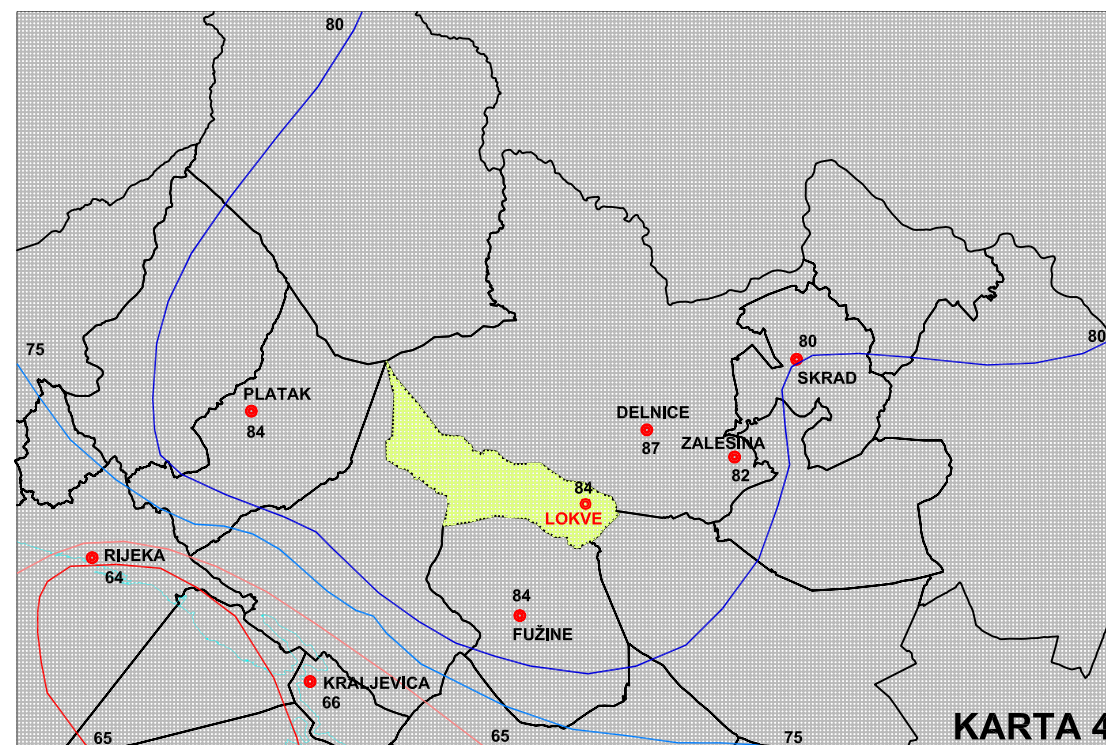 80
75
80
80
SKRAD
PLATAK
84
DELNICE
87
ZALESINA
82
84
LOKVE
RIJEKA
64
84
FUŽINE
KRALJEVICA
66
65
65
75
KARTA 4